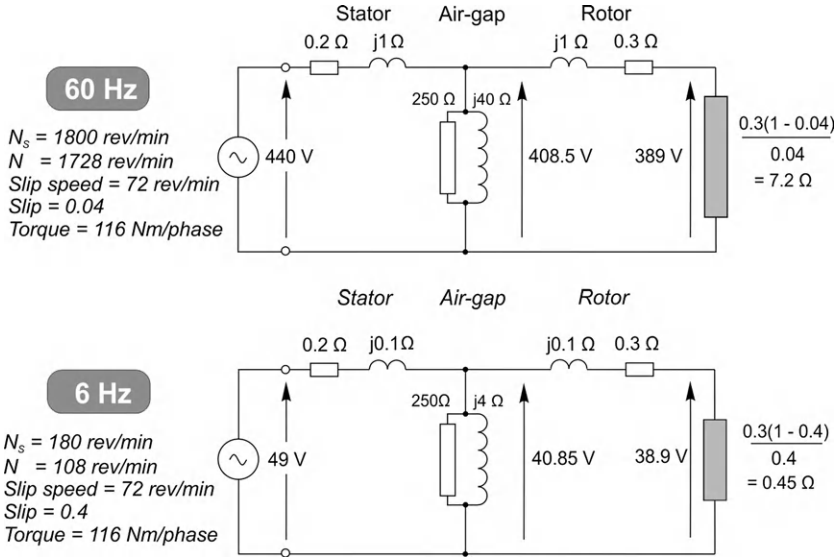 Stator Air-gap Rotor
0.2 Ω j1 Ω j1 Ω 0.3 Ω
60 Hz
250 Ω j40 Ω
N_s = 1800 rev/min
N = 1728 rev/min
Slip speed = 72 rev/min
Slip = 0.04
Torque = 116 Nm/phase
440 V 408.5 V 389 V
0.3(1 - 0.04)
0.04
= 7.2 Ω
Stator Air-gap Rotor
0.2 Ω j0.1Ω j0.1 Ω 0.3 Ω
6 Hz
250Ω j4 Ω
N_s = 180 rev/min
N = 108 rev/min
Slip speed = 72 rev/min
Slip = 0.4
Torque = 116 Nm/phase
49 V 40.85 V 38.9 V
0.3(1 - 0.4)
0.4
= 0.45 Ω